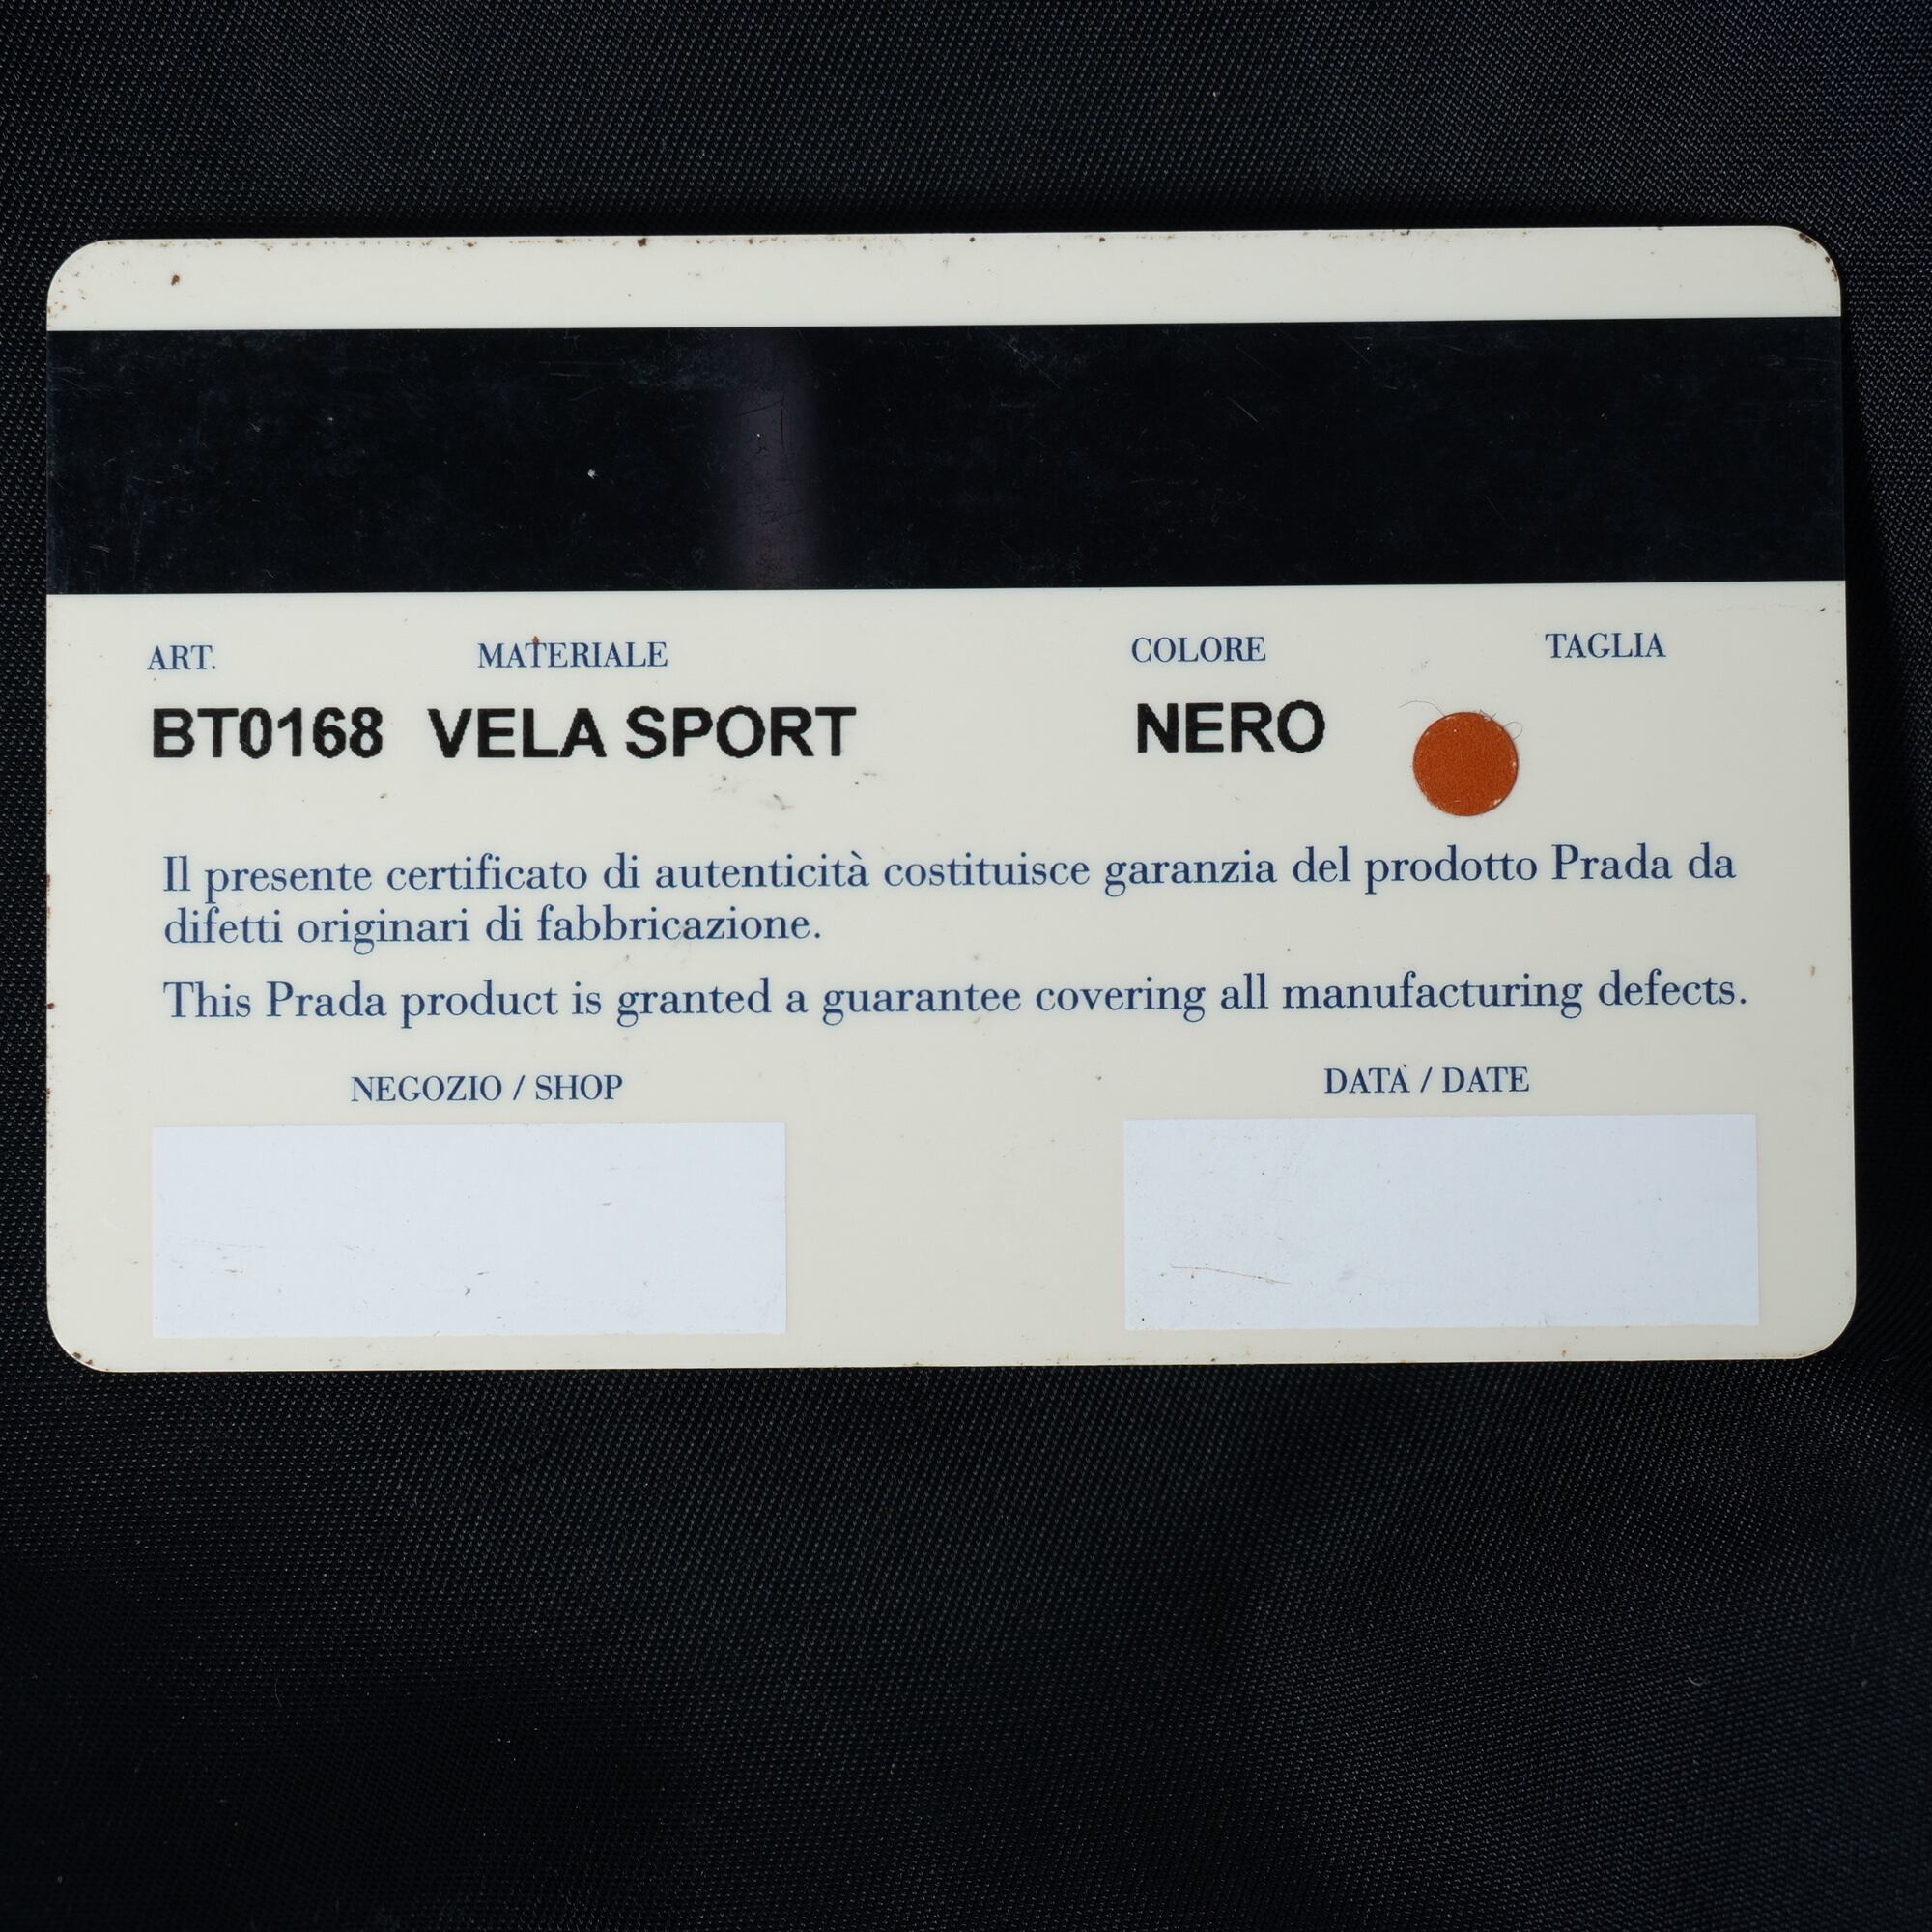 ART. MATERIALE COLORE TAGLIA
BT0168 VELA SPORT NERO
Il presente certificato di autenticità costituisce garanzia del prodotto Prada da
difetti originari di fabbricazione.
This Prada product is granted a guarantee covering all manufacturing defects.
NEGOZIO / SHOP DATA / DATE